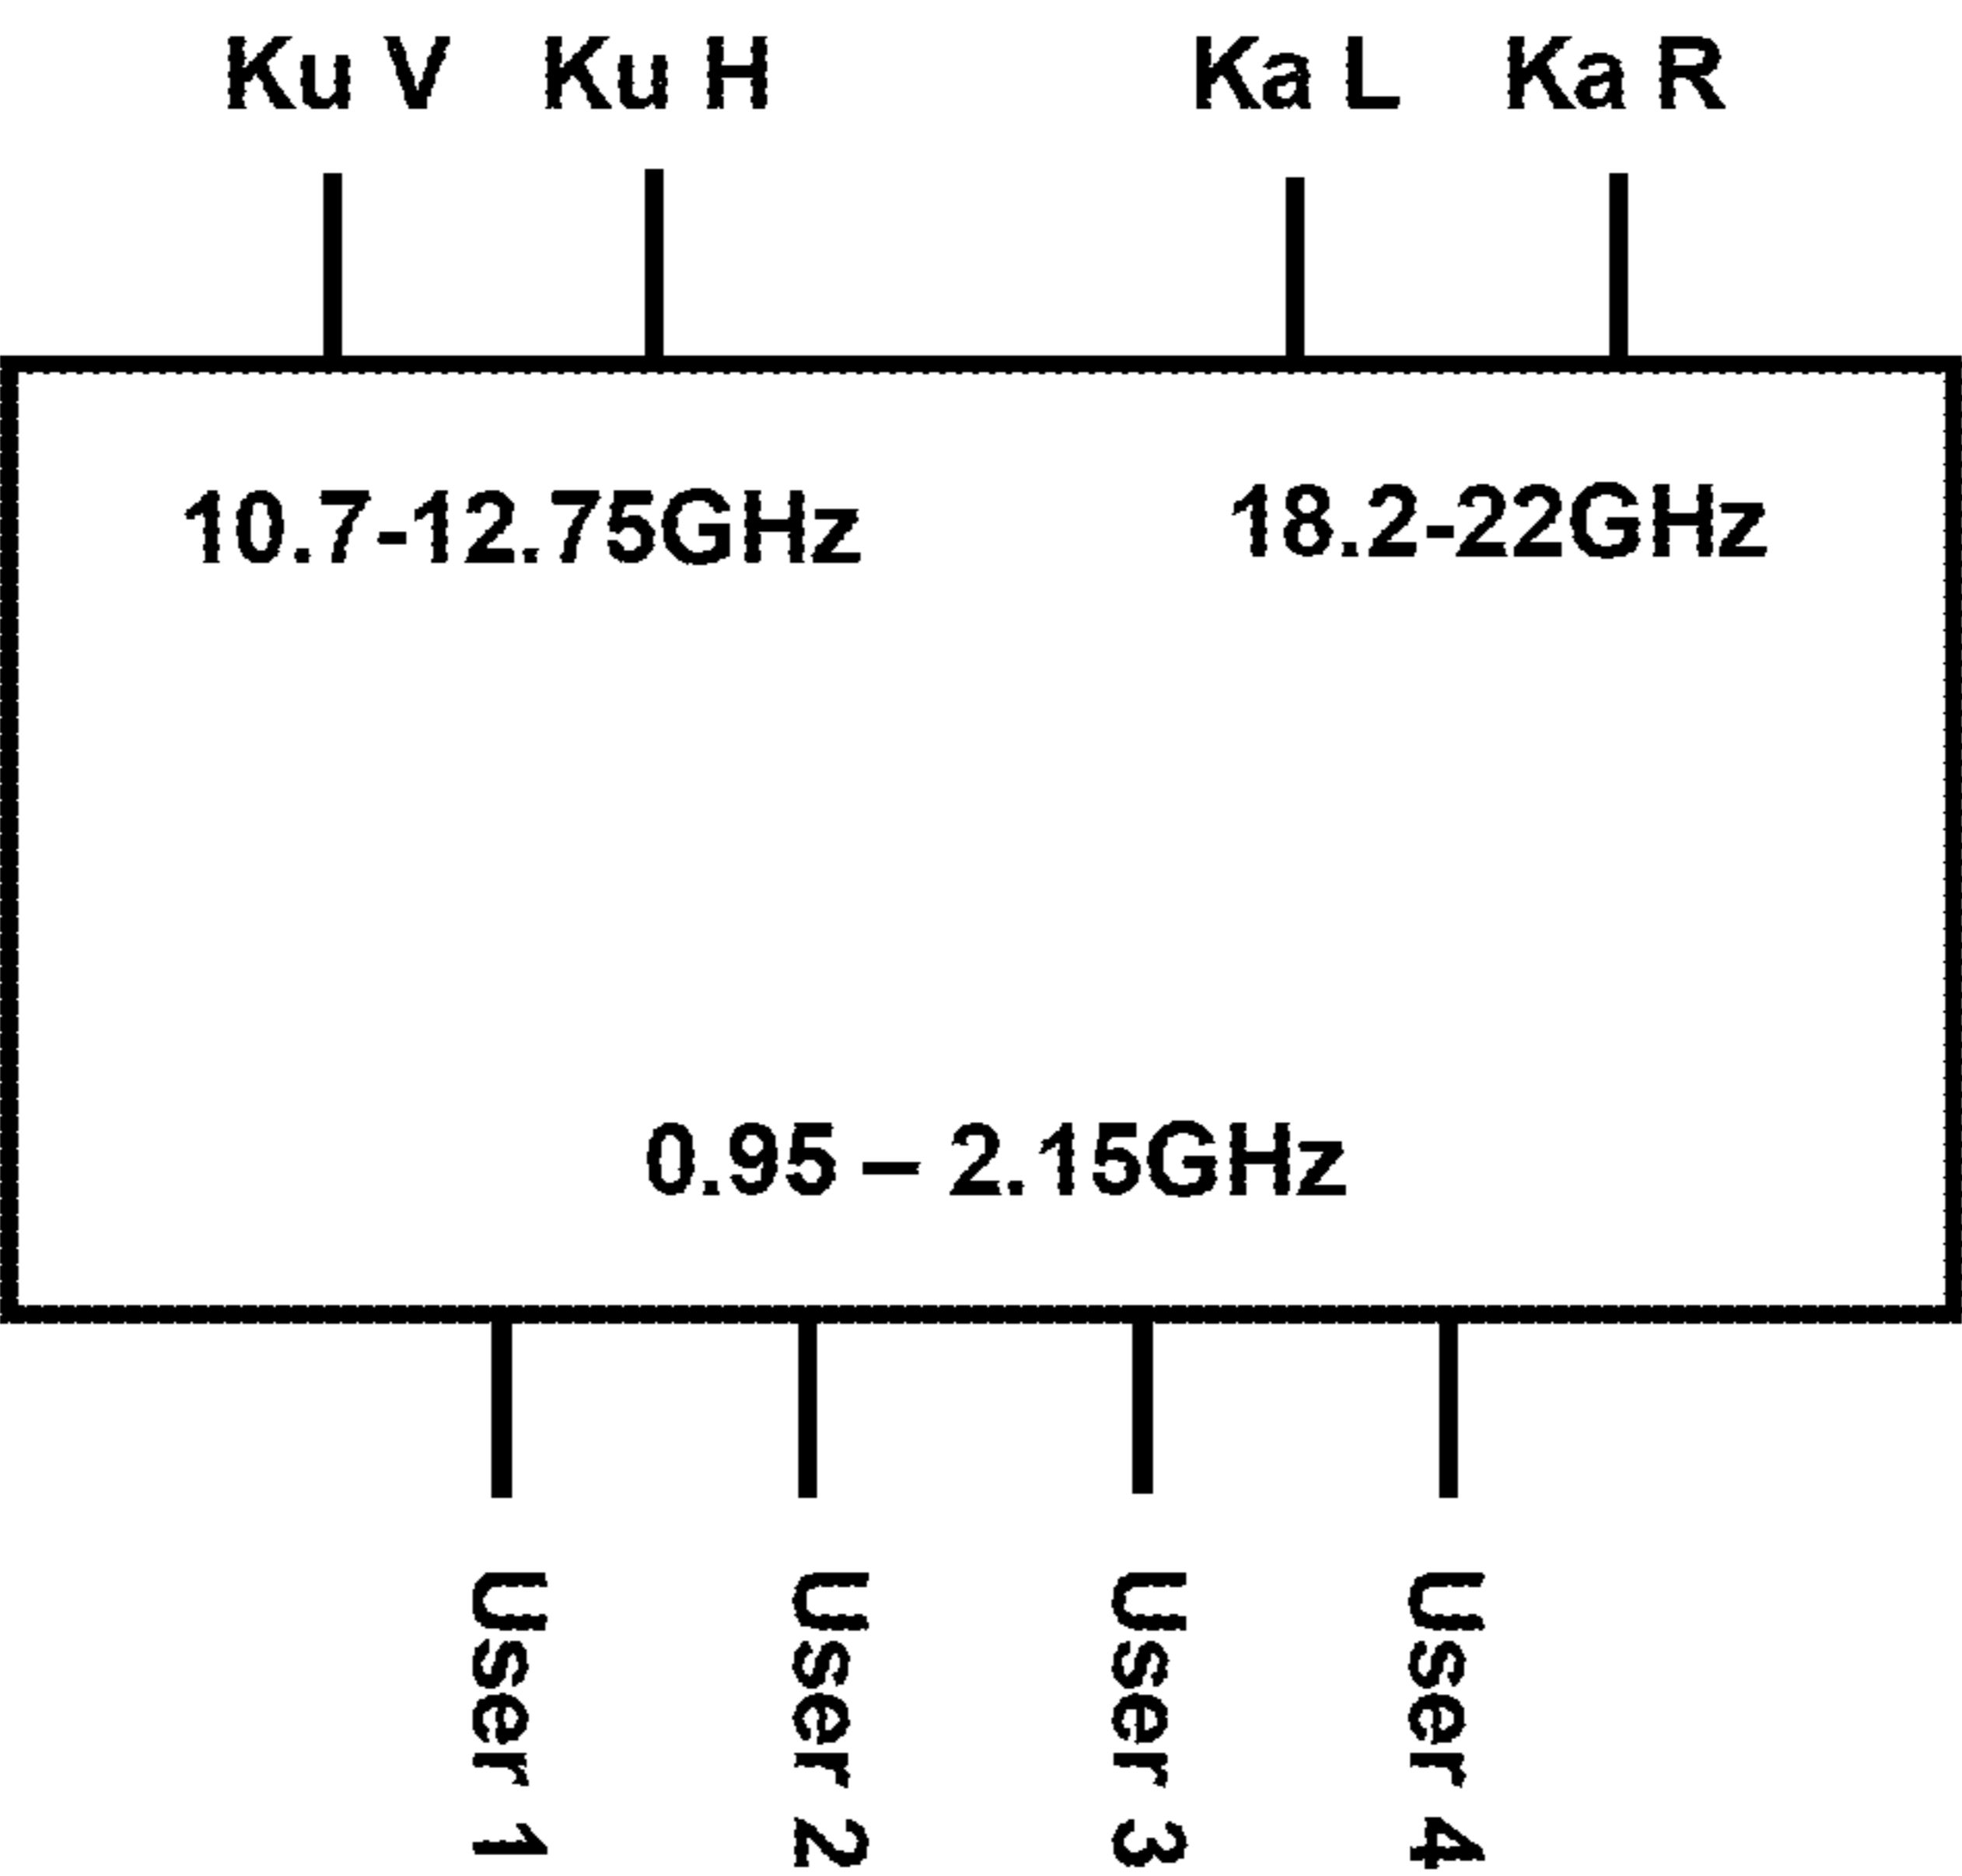 Ku V Ku H Ka L Ka R
10.7-12.75GHz 18.2-22GHz
0.95 – 2.15GHz
User 1
User 2
User 3
User 4